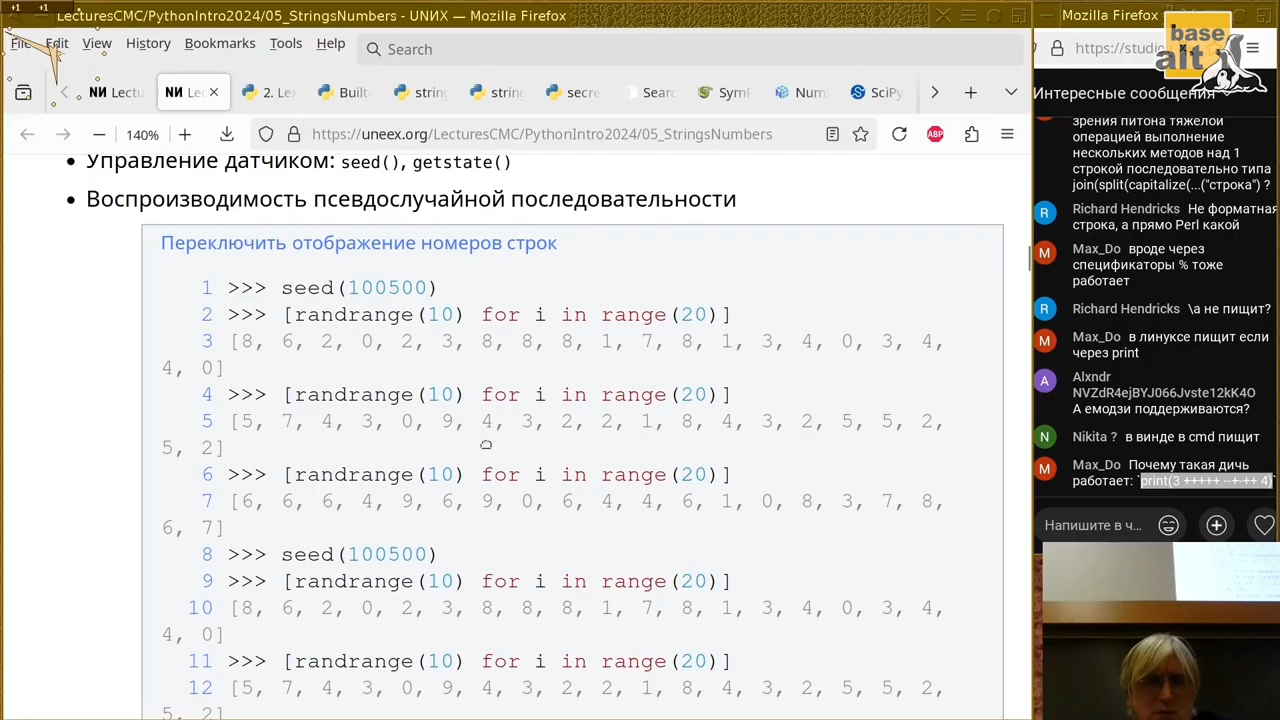 +1 +1
LecturesCMC/PythonIntro2024/05_StringsNumbers - UNИX — Mozilla Firefox
Mozilla Firefox
File Edit View History Bookmarks Tools Help
Search
https://studi
base
alt
Lectu
Lec
2. Lex
Built-
string
string
secre
Searc
SymF
Num
SciPy
140%
https://uneex.org/LecturesCMC/PythonIntro2024/05_StringsNumbers
ABP
Управление датчиком: seed(), getstate()
Воспроизводимость псевдослучайной последовательности
Переключить отображение номеров строк
1 >>> seed(100500)
2 >>> [randrange(10) for i in range(20)]
3 [8, 6, 2, 0, 2, 3, 8, 8, 8, 1, 7, 8, 1, 3, 4, 0, 3, 4,
4, 0]
4 >>> [randrange(10) for i in range(20)]
5 [5, 7, 4, 3, 0, 9, 4, 3, 2, 2, 1, 8, 4, 3, 2, 5, 5, 2,
5, 2]
6 >>> [randrange(10) for i in range(20)]
7 [6, 6, 6, 4, 9, 6, 9, 0, 6, 4, 4, 6, 1, 0, 8, 3, 7, 8,
6, 7]
8 >>> seed(100500)
9 >>> [randrange(10) for i in range(20)]
10 [8, 6, 2, 0, 2, 3, 8, 8, 8, 1, 7, 8, 1, 3, 4, 0, 3, 4,
4, 0]
11 >>> [randrange(10) for i in range(20)]
12 [5, 7, 4, 3, 0, 9, 4, 3, 2, 2, 1, 8, 4, 3, 2, 5, 5, 2,
5, 2]
Интересные сообщения
зрения питона тяжелой
операцией выполнение
нескольких методов над 1
строкой последовательно типа
join(split(capitalize(...("строка") ?
R Richard Hendricks Не форматная
строка, а прямо Perl какой
M Max_Do вроде через
спецификаторы % тоже
работает
R Richard Hendricks \a не пищит?
M Max_Do в линуксе пищит если
через print
A Alxndr
NVZdR4ejBYJ066Jvste12kK4O
А емодзи поддерживаются?
N Nikita ? в винде в cmd пищит
M Max_Do Почему такая дичь
работает: `print(3 +++++ --+-++ 4)`
Напишите в ч...